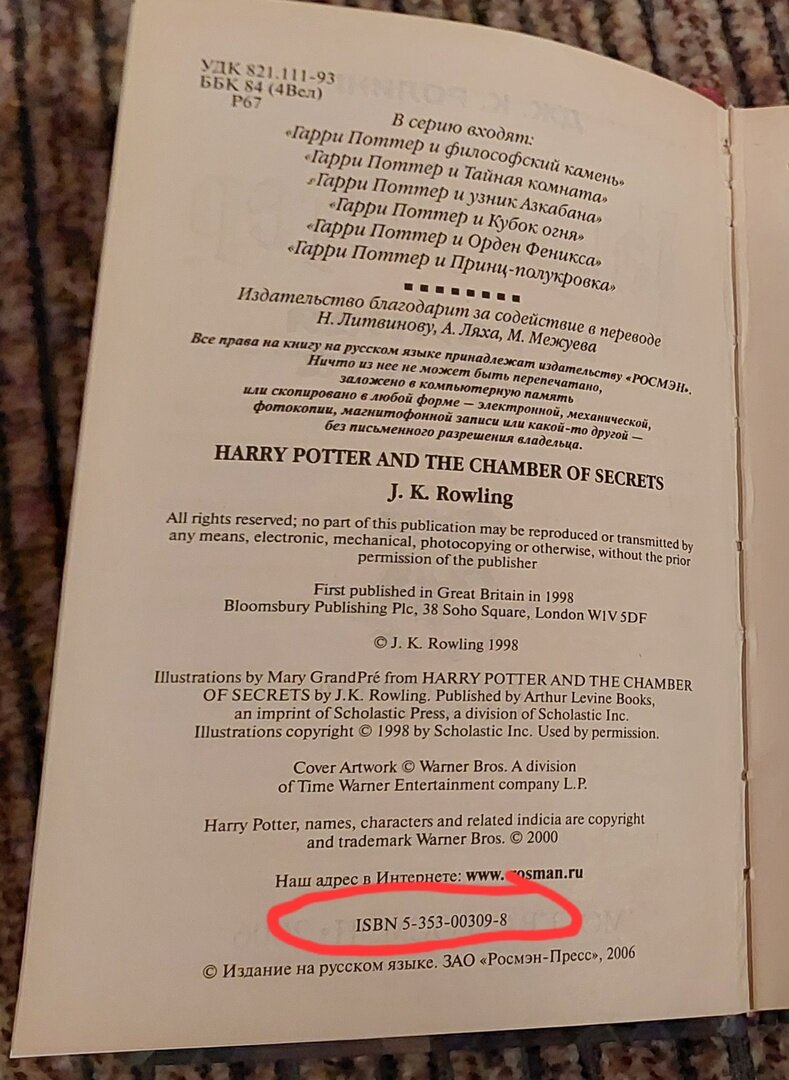 УДК 821.111-93
ББК 84 (4Вел)
Р67
В серию входят:
«Гарри Поттер и философский камень»
«Гарри Поттер и Тайная комната»
«Гарри Поттер и узник Азкабана»
«Гарри Поттер и Кубок огня»
«Гарри Поттер и Орден Феникса»
«Гарри Поттер и Принц-полукровка»
Издательство благодарит за содействие в переводе
Н. Литвинову, А. Ляха, М. Межуева
Все права на книгу на русском языке принадлежат издательству «РОСМЭН».
Ничто из нее не может быть перепечатано,
заложено в компьютерную память
или скопировано в любой форме — электронной, механической,
фотокопии, магнитофонной записи или какой-то другой —
без письменного разрешения владельца.
HARRY POTTER AND THE CHAMBER OF SECRETS
J. K. Rowling
All rights reserved; no part of this publication may be reproduced or transmitted by
any means, electronic, mechanical, photocopying or otherwise, without the prior
permission of the publisher
First published in Great Britain in 1998
Bloomsbury Publishing Plc, 38 Soho Square, London W1V 5DF
© J. K. Rowling 1998
Illustrations by Mary GrandPré from HARRY POTTER AND THE CHAMBER
OF SECRETS by J.K. Rowling. Published by Arthur Levine Books,
an imprint of Scholastic Press, a division of Scholastic Inc.
Illustrations copyright © 1998 by Scholastic Inc. Used by permission.
Cover Artwork © Warner Bros. A division
of Time Warner Entertainment company L.P.
Harry Potter, names, characters and related indicia are copyright
and trademark Warner Bros. © 2000
Наш адрес в Интернете: www.rosman.ru
ISBN 5-353-00309-8
© Издание на русском языке. ЗАО «Росмэн-Пресс», 2006